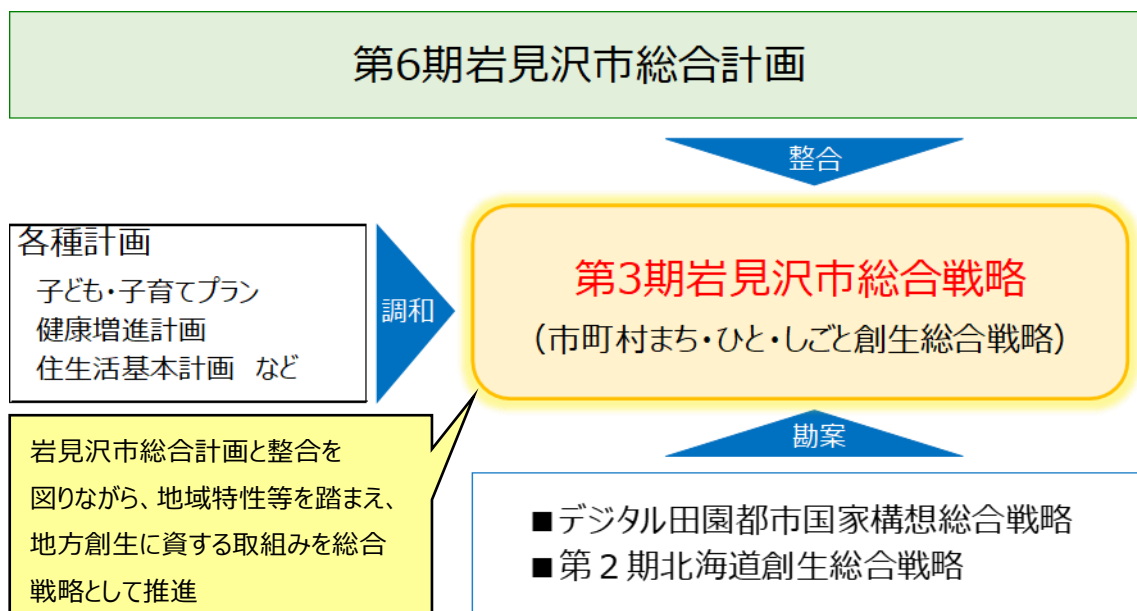 第6期岩見沢市総合計画
整合
各種計画
子ども・子育てプラン
健康増進計画
住生活基本計画 など
調和
第3期岩見沢市総合戦略
(市町村まち・ひと・しごと創生総合戦略)
岩見沢市総合計画と整合を
図りながら、地域特性等を踏まえ、
地方創生に資する取組みを総合
戦略として推進
勘案
■デジタル田園都市国家構想総合戦略
■第２期北海道創生総合戦略